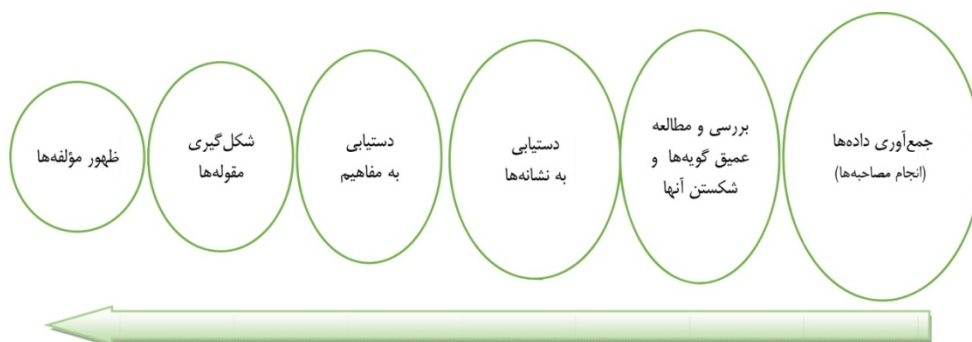 جمع‌آوری داده‌ها
(انجام مصاحبه‌ها)
بررسی و مطالعه
عمیق گویه‌ها و
شکستن آنها
دستیابی
به نشانه‌ها
دستیابی
به مفاهیم
شکل‌گیری
مقوله‌ها
ظهور مؤلفه‌ها